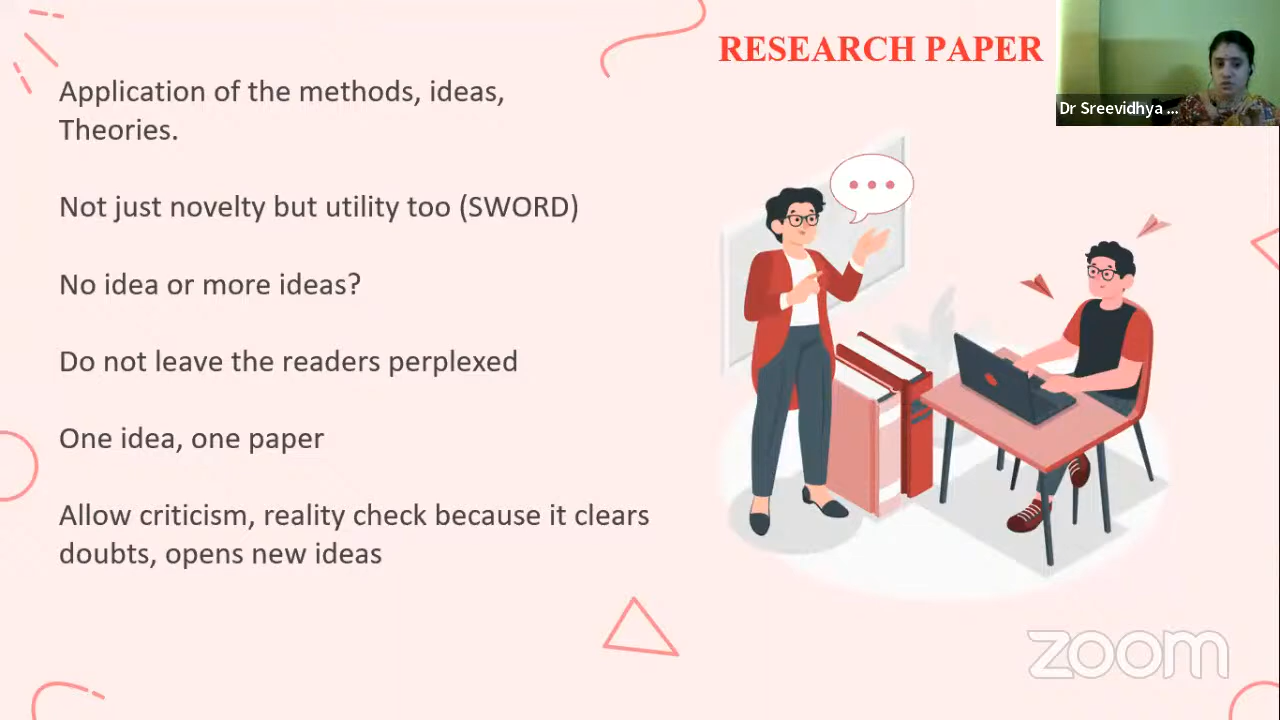 RESEARCH PAPER
Application of the methods, ideas,
Theories.
Not just novelty but utility too (SWORD)
No idea or more ideas?
Do not leave the readers perplexed
One idea, one paper
Allow criticism, reality check because it clears
doubts, opens new ideas
Dr Sreevidhya ...
zoom